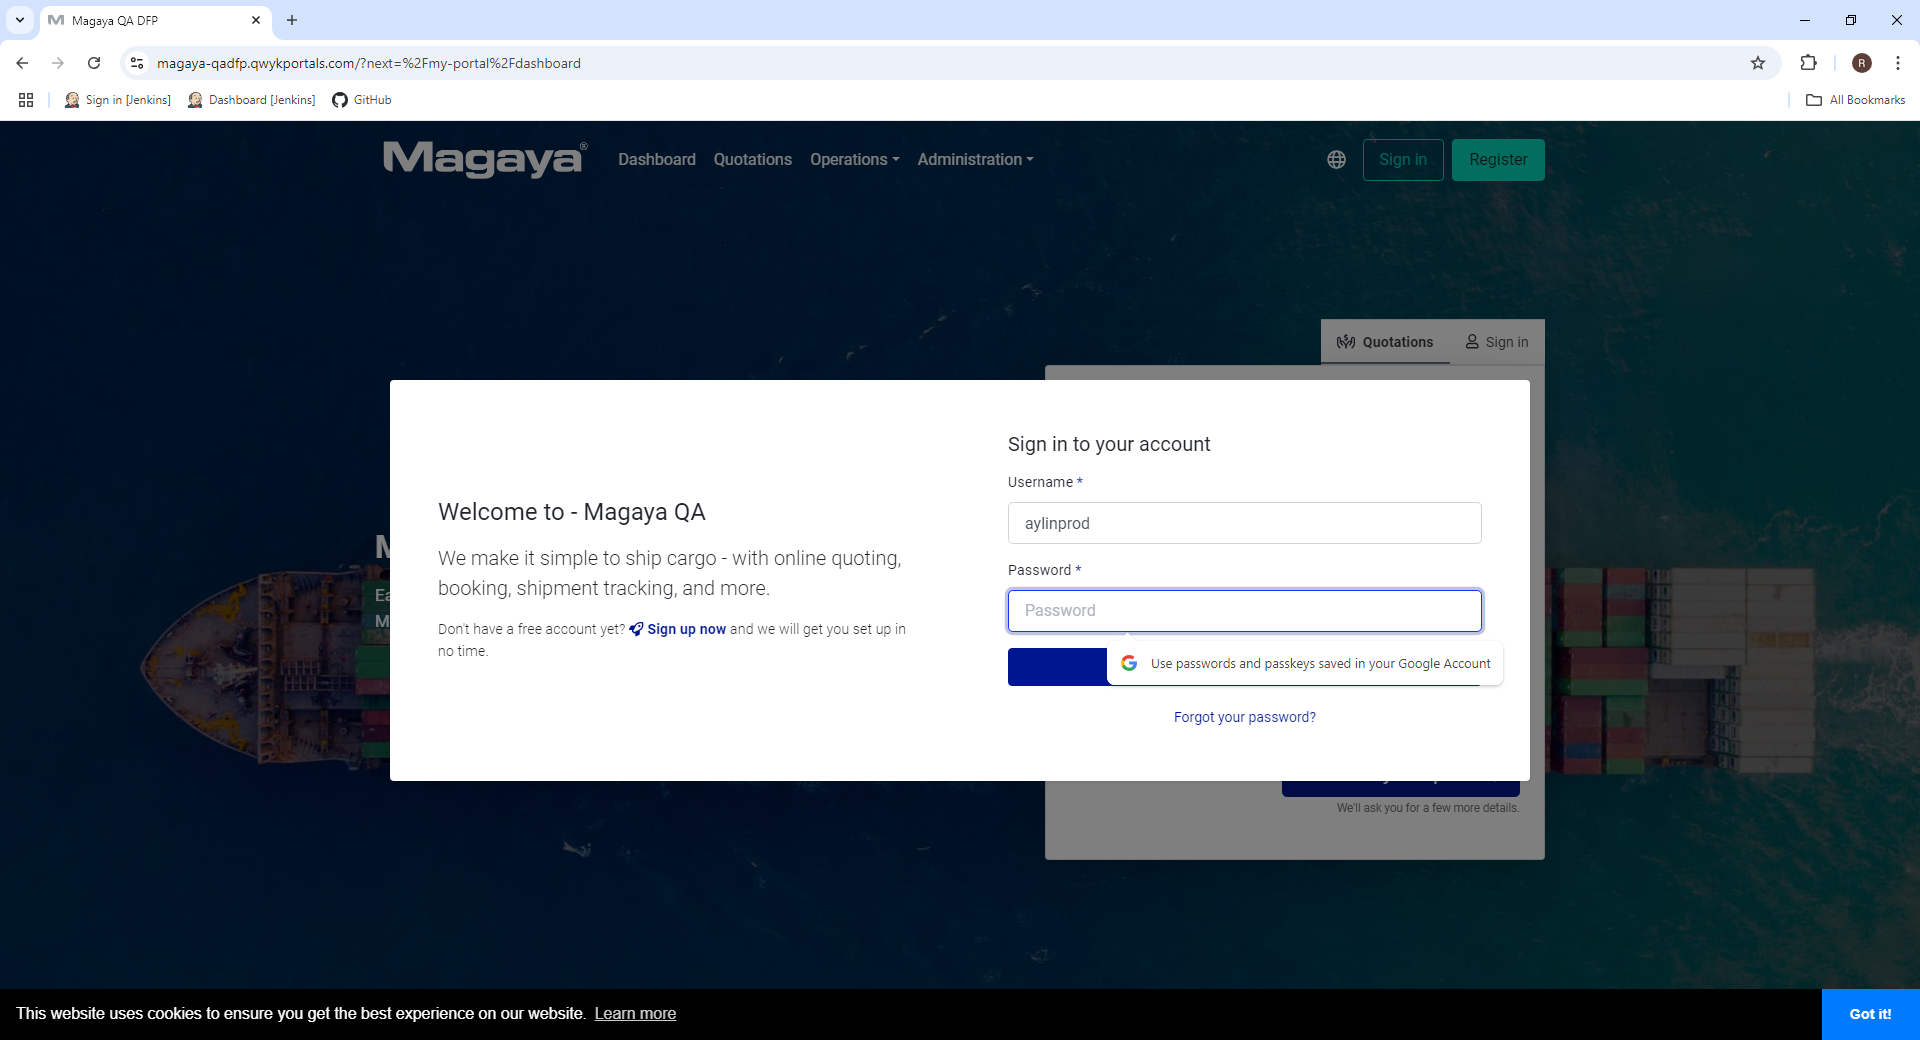 Magaya QA DFP
magaya-qadfp.qwykportals.com/?next=%2Fmy-portal%2Fdashboard
R
Sign in [Jenkins]
Dashboard [Jenkins]
GitHub
All Bookmarks
Magaya®
Dashboard
Quotations
Operations
Administration
Sign in
Register
Quotations
Sign in
Sign in to your account
Username *
aylinprod
Password *
Password
Use passwords and passkeys saved in your Google Account
Forgot your password?
Welcome to - Magaya QA
We make it simple to ship cargo - with online quoting,
booking, shipment tracking, and more.
Don't have a free account yet? Sign up now and we will get you set up in
no time.
We'll ask you for a few more details.
This website uses cookies to ensure you get the best experience on our website. Learn more
Got it!